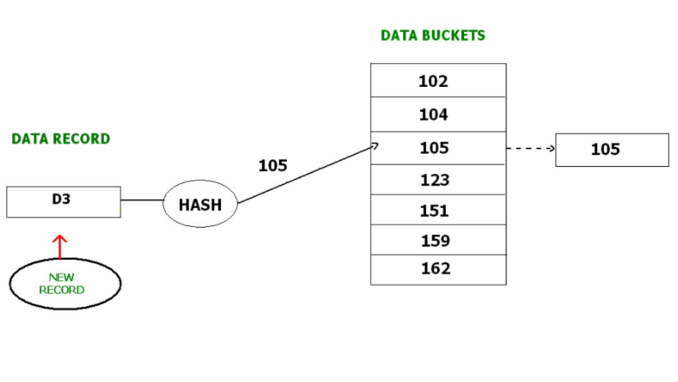 DATA BUCKETS
DATA RECORD
102
104
105
123
151
159
162
105
105
D3
HASH
NEW
RECORD